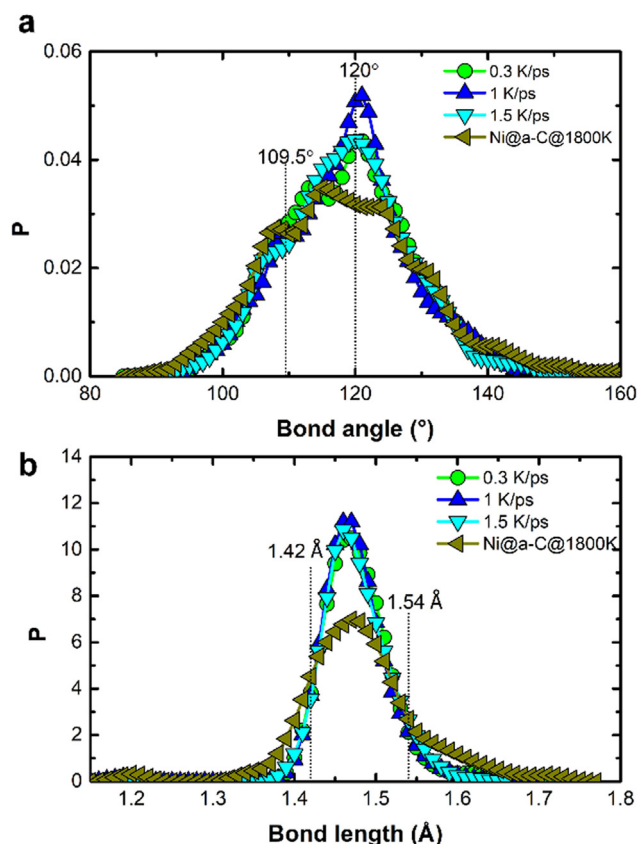 a
0.06
0.04
0.02
0.00
P
120°
109.5°
0.3 K/ps
1 K/ps
1.5 K/ps
Ni@a-C@1800K
80 100 120 140 160
Bond angle (°)
b
14
12
10
8
6
4
2
0
P
1.42 Å
1.54 Å
0.3 K/ps
1 K/ps
1.5 K/ps
Ni@a-C@1800K
1.2 1.3 1.4 1.5 1.6 1.7 1.8
Bond length (Å)